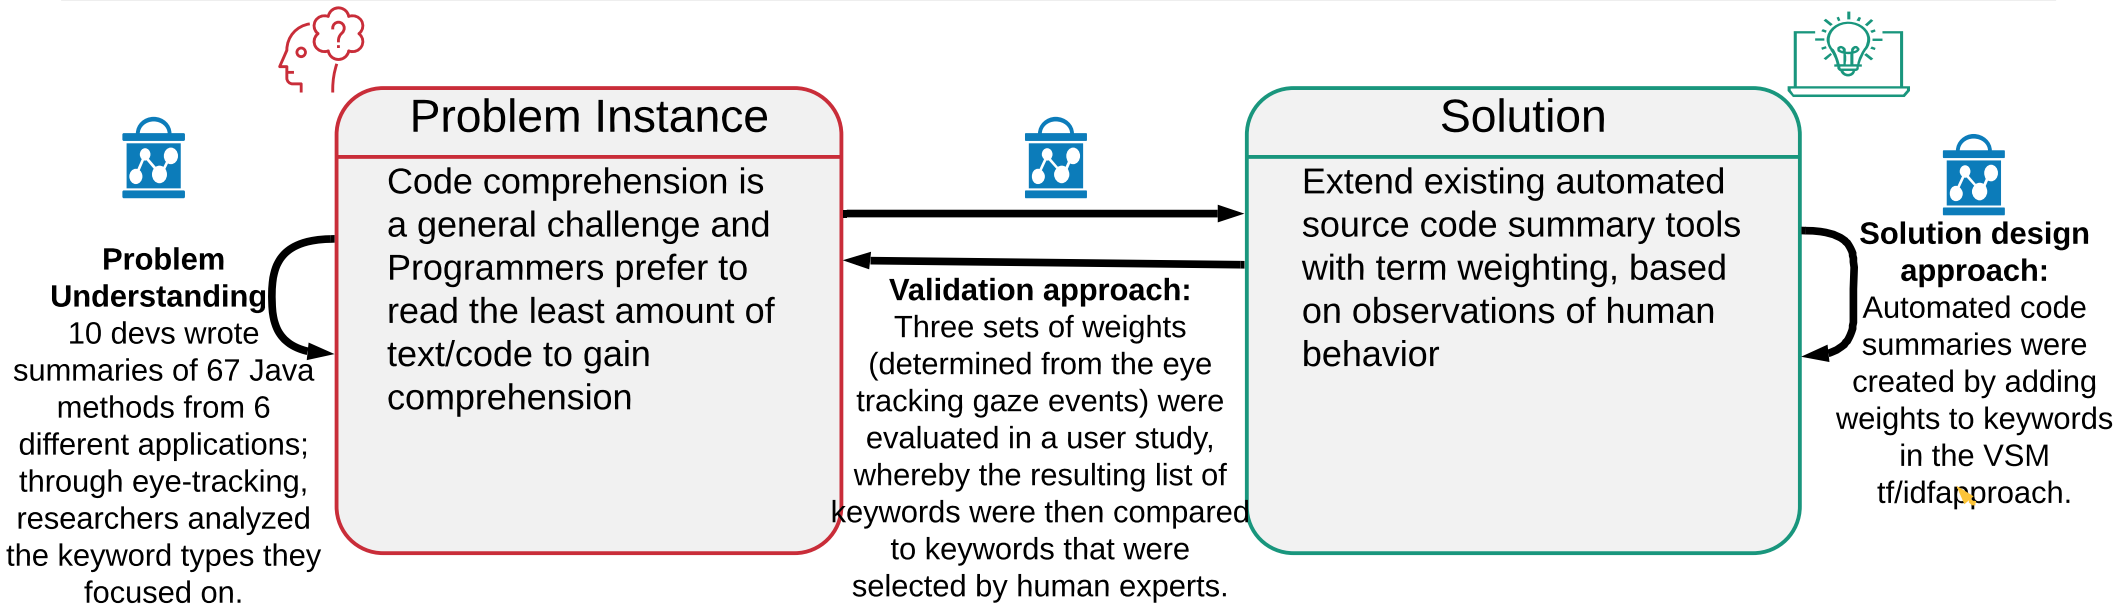 Problem Instance
Code comprehension is
a general challenge and
Programmers prefer to
read the least amount of
text/code to gain
comprehension
Solution
Extend existing automated
source code summary tools
with term weighting, based
on observations of human
behavior
Problem
Understanding
10 devs wrote
summaries of 67 Java
methods from 6
different applications;
through eye-tracking,
researchers analyzed
the keyword types they
focused on.
Validation approach:
Three sets of weights
(determined from the eye
tracking gaze events) were
evaluated in a user study,
whereby the resulting list of
keywords were then compared
to keywords that were
selected by human experts.
Solution design
approach:
Automated code
summaries were
created by adding
weights to keywords
in the VSM
tf/idfapproach.
?